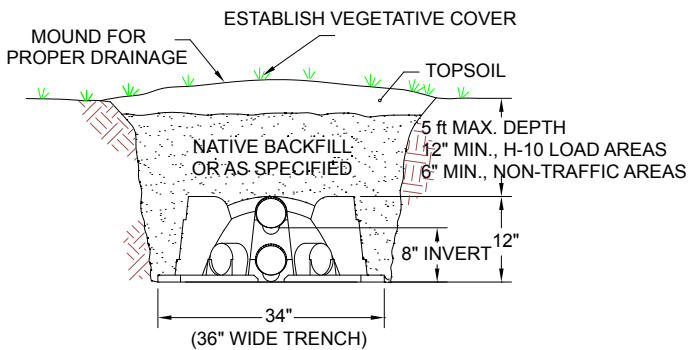 ESTABLISH VEGETATIVE COVER
MOUND FOR
PROPER DRAINAGE
TOPSOIL
NATIVE BACKFILL
OR AS SPECIFIED
5 ft MAX. DEPTH
12" MIN., H-10 LOAD AREAS
6" MIN., NON-TRAFFIC AREAS
8" INVERT
12"
34"
(36" WIDE TRENCH)